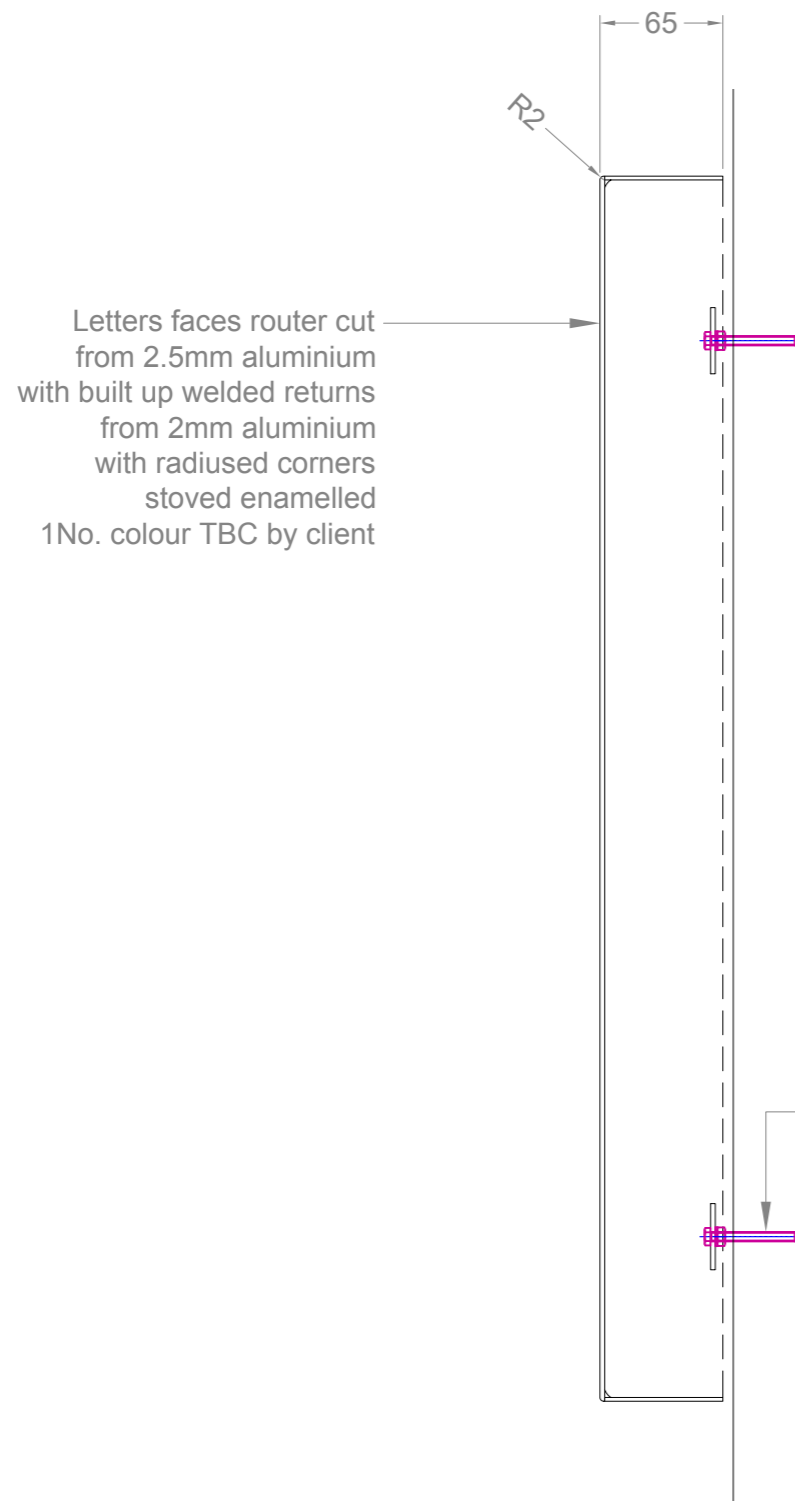 65
R2
Letters faces router cut
from 2.5mm aluminium
with built up welded returns
from 2mm aluminium
with radiused corners
stoved enamelled
1No. colour TBC by client